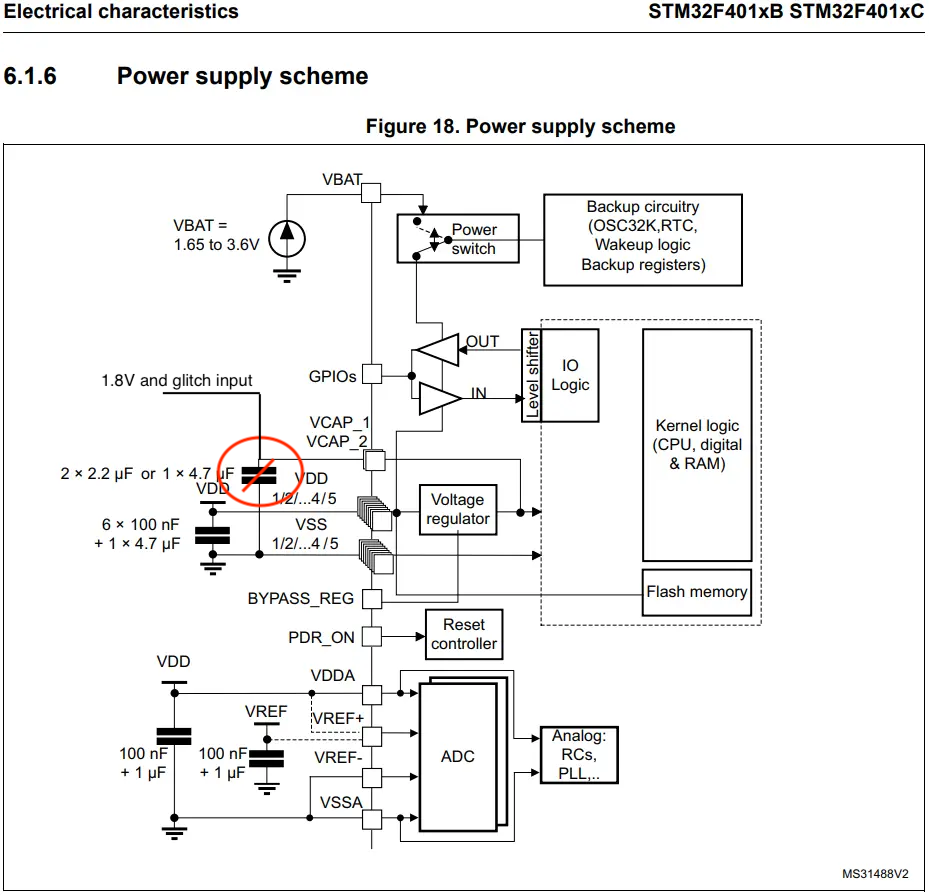 Electrical characteristics
STM32F401xB STM32F401xC
6.1.6 Power supply scheme
Figure 18. Power supply scheme
VBAT
VBAT =
1.65 to 3.6V
Power
switch
Backup circuitry
(OSC32K,RTC,
Wakeup logic
Backup registers)
OUT
GPIOs
IN
Level shifter
IO
Logic
Kernel logic
(CPU, digital
& RAM)
1.8V and glitch input
VCAP_1
VCAP_2
2 × 2.2 µF or 1 × 4.7 µF
VDD
VDD
1/2/...4/5
Voltage
regulator
6 × 100 nF
+ 1 × 4.7 µF
VSS
1/2/...4/5
BYPASS_REG
Flash memory
PDR_ON
Reset
controller
VDD
VDDA
VREF
VREF+
100 nF
+ 1 µF
100 nF
+ 1 µF
VREF-
ADC
Analog:
RCs,
PLL,..
VSSA
MS31488V2